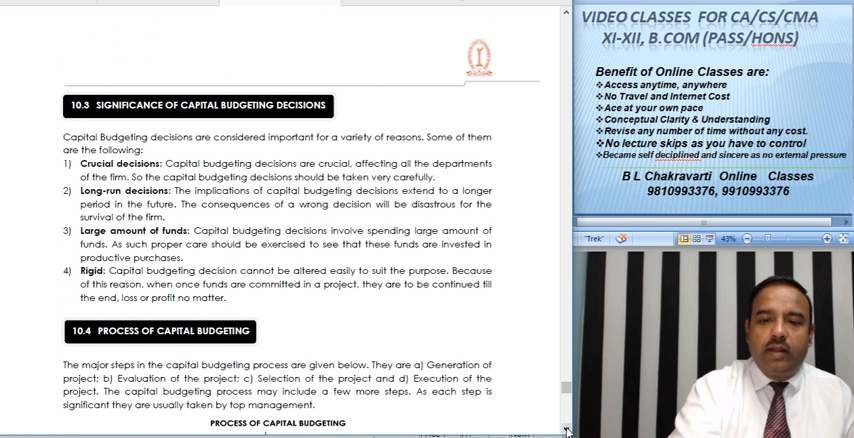 10.3 SIGNIFICANCE OF CAPITAL BUDGETING DECISIONS
Capital Budgeting decisions are considered important for a variety of reasons. Some of them
are the following:
1) Crucial decisions: Capital budgeting decisions are crucial, affecting all the departments
of the firm. So the capital budgeting decisions should be taken very carefully.
2) Long-run decisions: The implications of capital budgeting decisions extend to a longer
period in the future. The consequences of a wrong decision will be disastrous for the
survival of the firm.
3) Large amount of funds: Capital budgeting decisions involve spending large amount of
funds. As such proper care should be exercised to see that these funds are invested in
productive purchases.
4) Rigid: Capital budgeting decision cannot be altered easily to suit the purpose. Because
of this reason, when once funds are committed in a project, they are to be continued till
the end, loss or profit no matter.
10.4 PROCESS OF CAPITAL BUDGETING
The major steps in the capital budgeting process are given below. They are a) Generation of
project; b) Evaluation of the project; c) Selection of the project and d) Execution of the
project. The capital budgeting process may include a few more steps. As each step is
significant they are usually taken by top management.
PROCESS OF CAPITAL BUDGETING
VIDEO CLASSES FOR CA/CS/CMA
XI-XII, B.COM (PASS/HONS)
Benefit of Online Classes are:
❖Access anytime, anywhere
❖No Travel and Internet Cost
❖Ace at your own pace
❖Conceptual Clarity & Understanding
❖Revise any number of time without any cost.
❖No lecture skips as you have to control
❖Became self deciplined and sincere as no external pressure
B L Chakravarti Online Classes
9810993376, 9910993376
"Trek"
43%